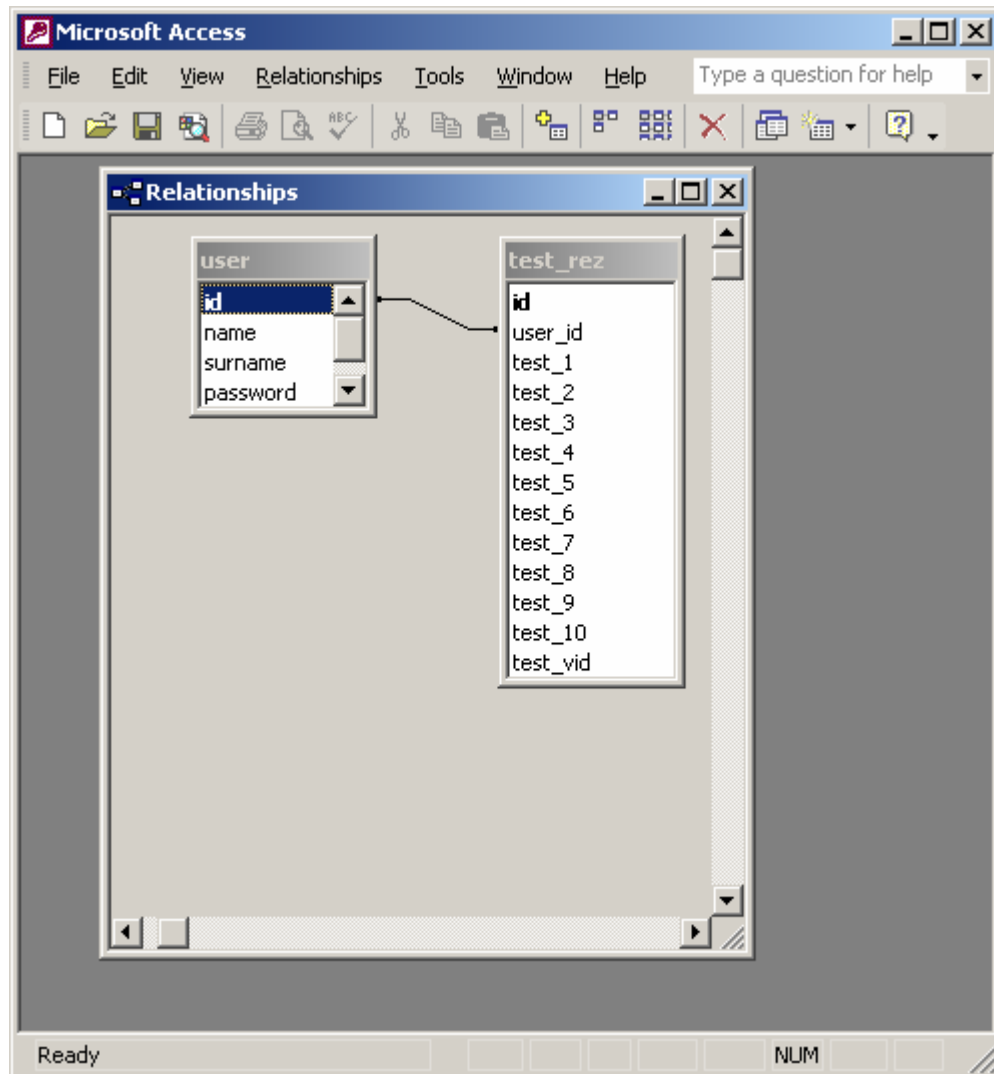 Microsoft Access
File Edit View Relationships Tools Window Help Type a question for help
ABC
Relationships
user
id
name
surname
password
test_rez
id
user_id
test_1
test_2
test_3
test_4
test_5
test_6
test_7
test_8
test_9
test_10
test_vid
Ready NUM